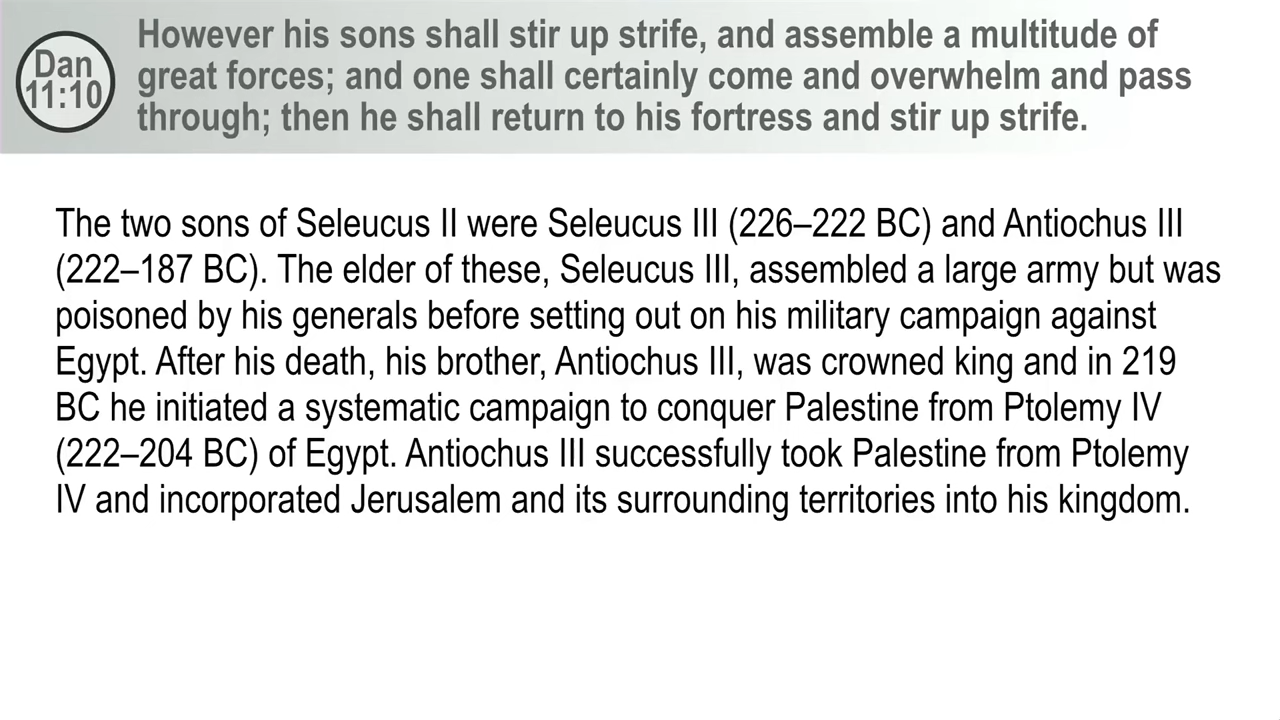 Dan
11:10
However his sons shall stir up strife, and assemble a multitude of
great forces; and one shall certainly come and overwhelm and pass
through; then he shall return to his fortress and stir up strife.
The two sons of Seleucus II were Seleucus III (226–222 BC) and Antiochus III
(222–187 BC). The elder of these, Seleucus III, assembled a large army but was
poisoned by his generals before setting out on his military campaign against
Egypt. After his death, his brother, Antiochus III, was crowned king and in 219
BC he initiated a systematic campaign to conquer Palestine from Ptolemy IV
(222–204 BC) of Egypt. Antiochus III successfully took Palestine from Ptolemy
IV and incorporated Jerusalem and its surrounding territories into his kingdom.